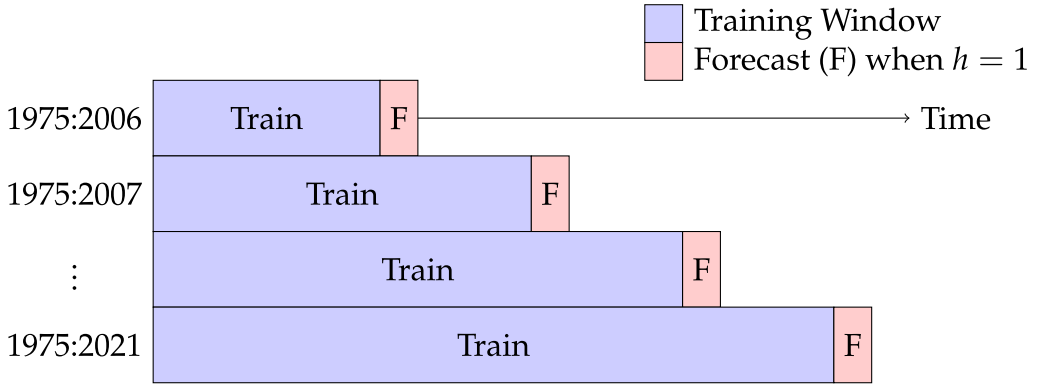 Training Window
Forecast (F) when h = 1
1975:2006 Train F Time
1975:2007 Train F
⋮ Train F
1975:2021 Train F